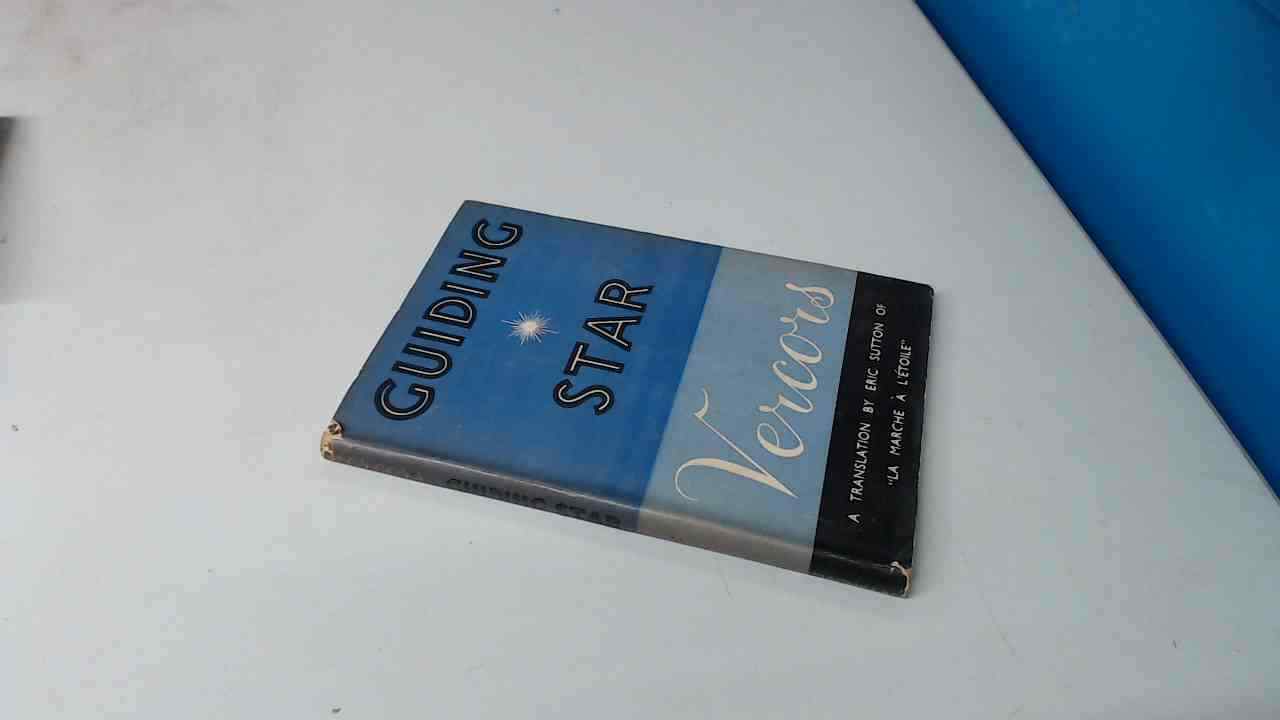 GUIDING
STAR
Vercors
A TRANSLATION BY ERIC SUTTON OF
"LA MARCHE À L'ÉTOILE"
GUIDING STAR